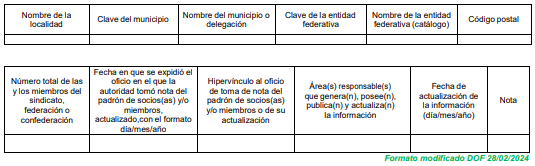 Nombre de la localidad
Clave del municipio
Nombre del municipio o delegación
Clave de la entidad federativa
Nombre de la entidad federativa (catálogo)
Código postal
Número total de las y los miembros del sindicato, federación o confederación
Fecha en que se expidió el oficio en el que la autoridad tomó nota del padrón de socios(as) y/o miembros, actualizado,con el formato día/mes/año
Hipervínculo al oficio de toma de nota del padrón de socios(as) y/o miembros o de su actualización
Área(s) responsable(s) que genera(n), posee(n), publica(n) y actualiza(n) la información
Fecha de actualización de la información (día/mes/año)
Nota
Formato modificado DOF 28/02/2024